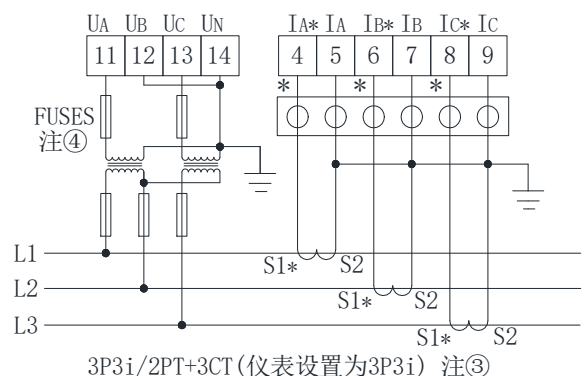 UA UB UC UN IA* IA IB* IB IC* IC
11 12 13 14 4 5 6 7 8 9
* * *
FUSES
注④
L1
S1* S2
L2
S1* S2
L3
S1* S2
3P3i/2PT+3CT(仪表设置为3P3i) 注③